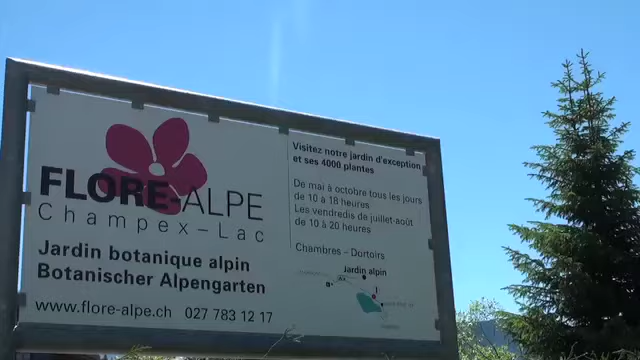 FLORE-ALPE
Champex-Lac
Jardin botanique alpin
Botanischer Alpengarten
www.flore-alpe.ch 027 783 12 17
Visitez notre jardin d'exception
et ses 4000 plantes
De mai à octobre tous les jours
de 10 à 18 heures
Les vendredis de juillet-août
de 10 à 20 heures
Chambres - Dortoirs
Jardin alpin